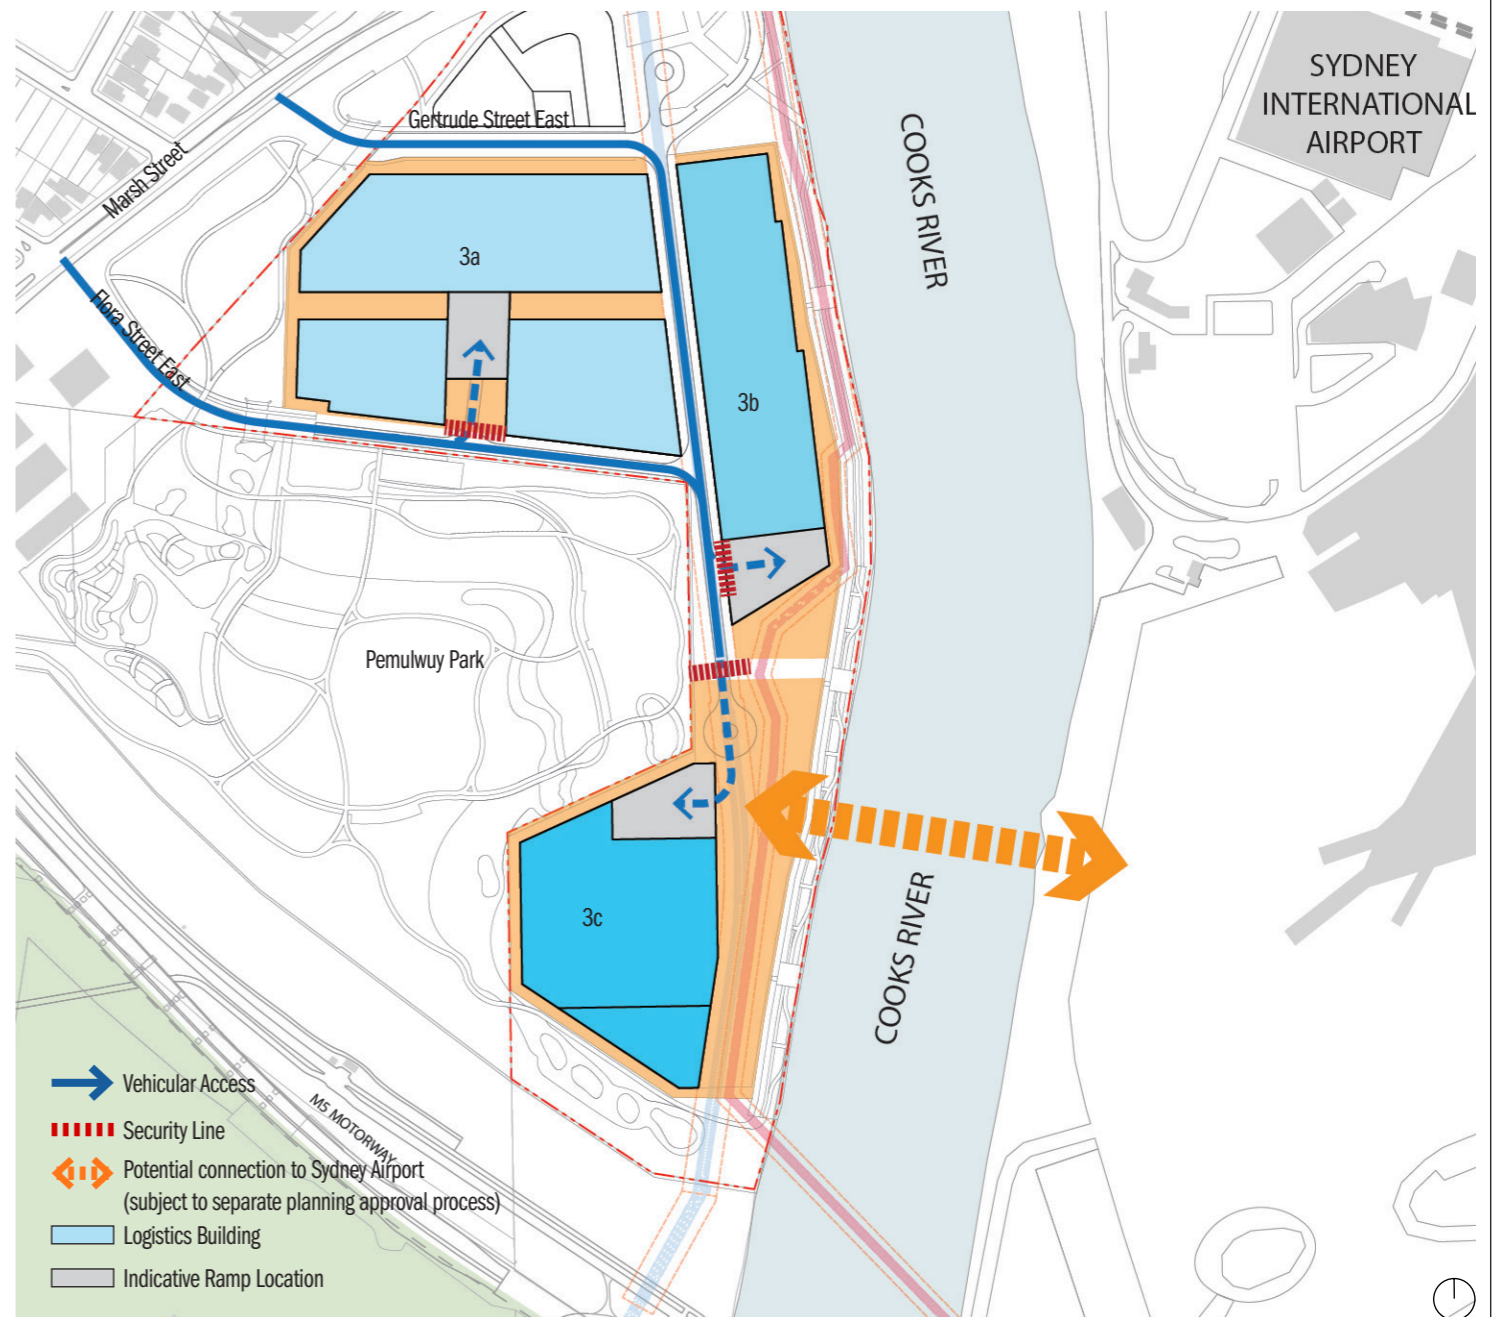 SYDNEY
INTERNATIONAL
AIRPORT
COOKS RIVER
Gertrude Street East
Marsh Street
3a
Flora Street East
3b
Pemulwuy Park
COOKS RIVER
3c
M5 MOTORWAY
Vehicular Access
Security Line
Potential connection to Sydney Airport
(subject to separate planning approval process)
Logistics Building
Indicative Ramp Location